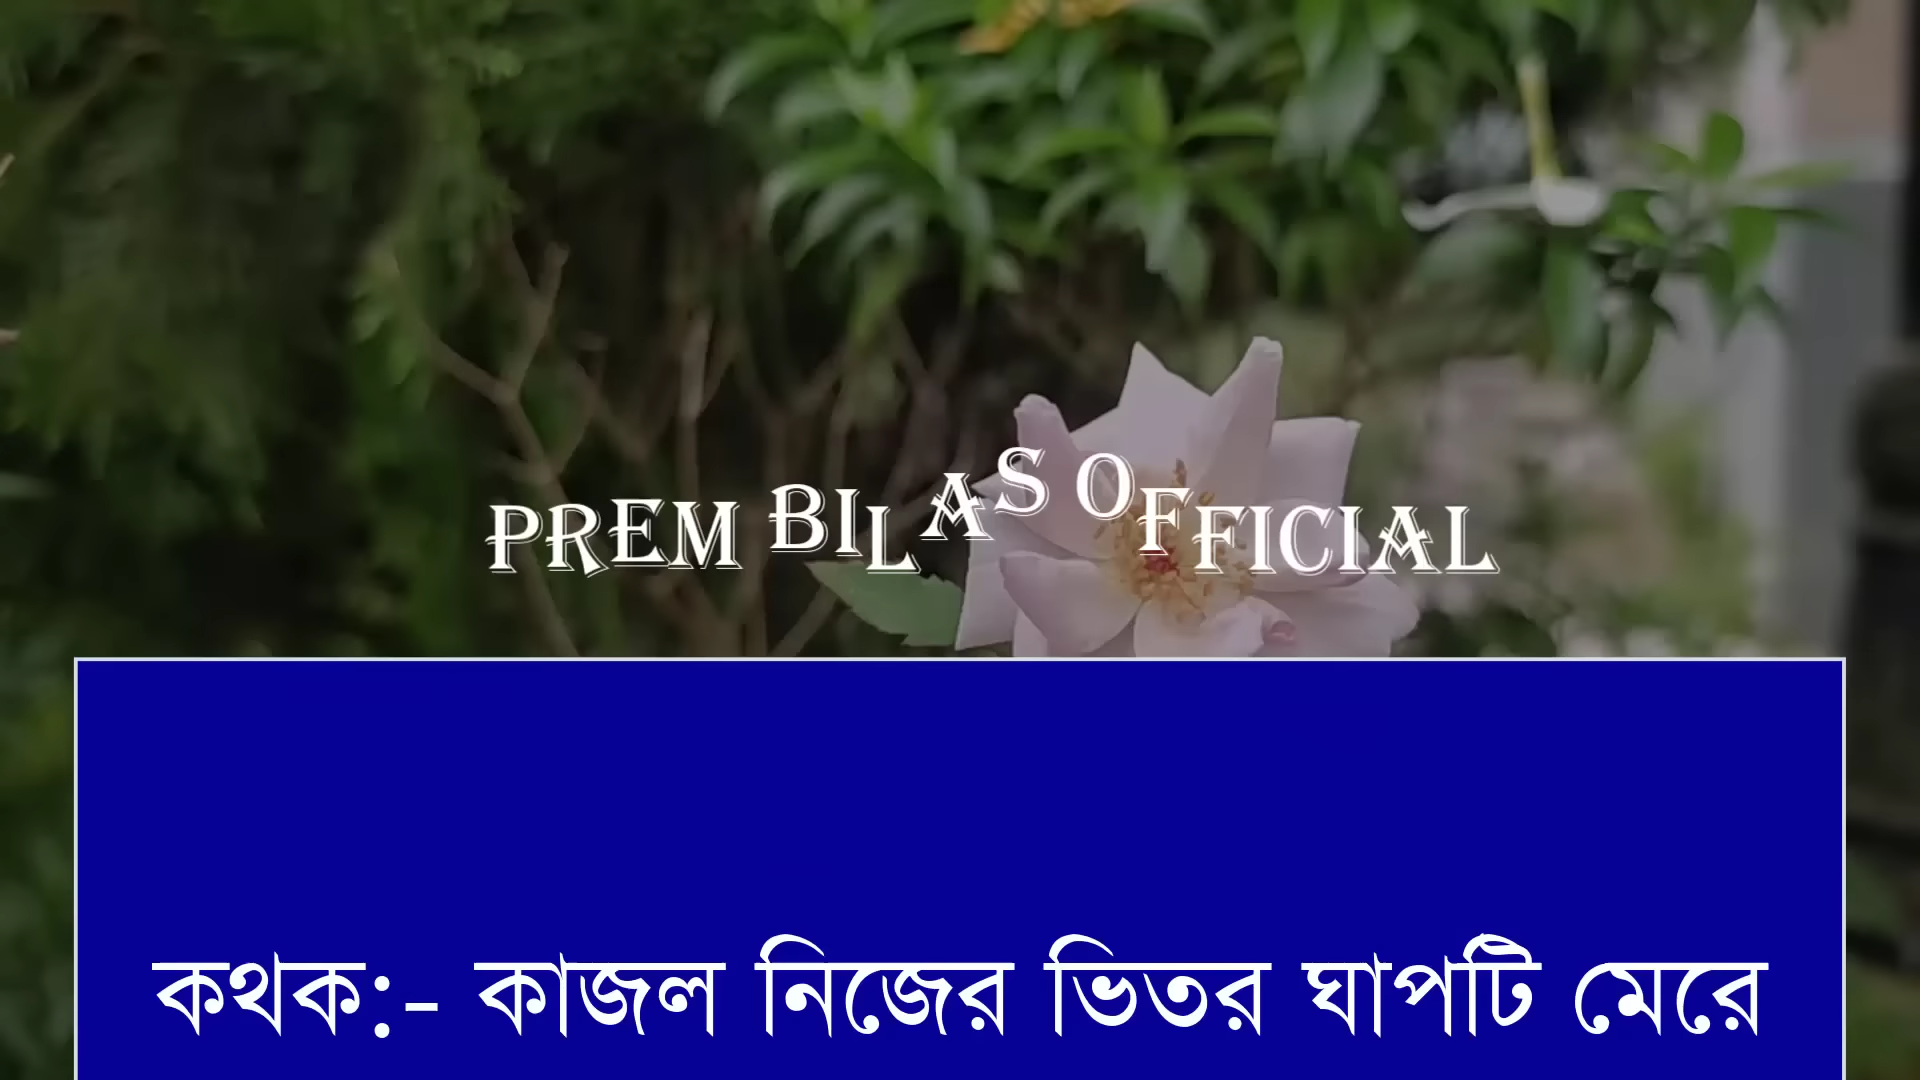 PREM BILAS OFFICIAL
কথক:- কাজল নিজের ভিতর ঘাপটি মেরে